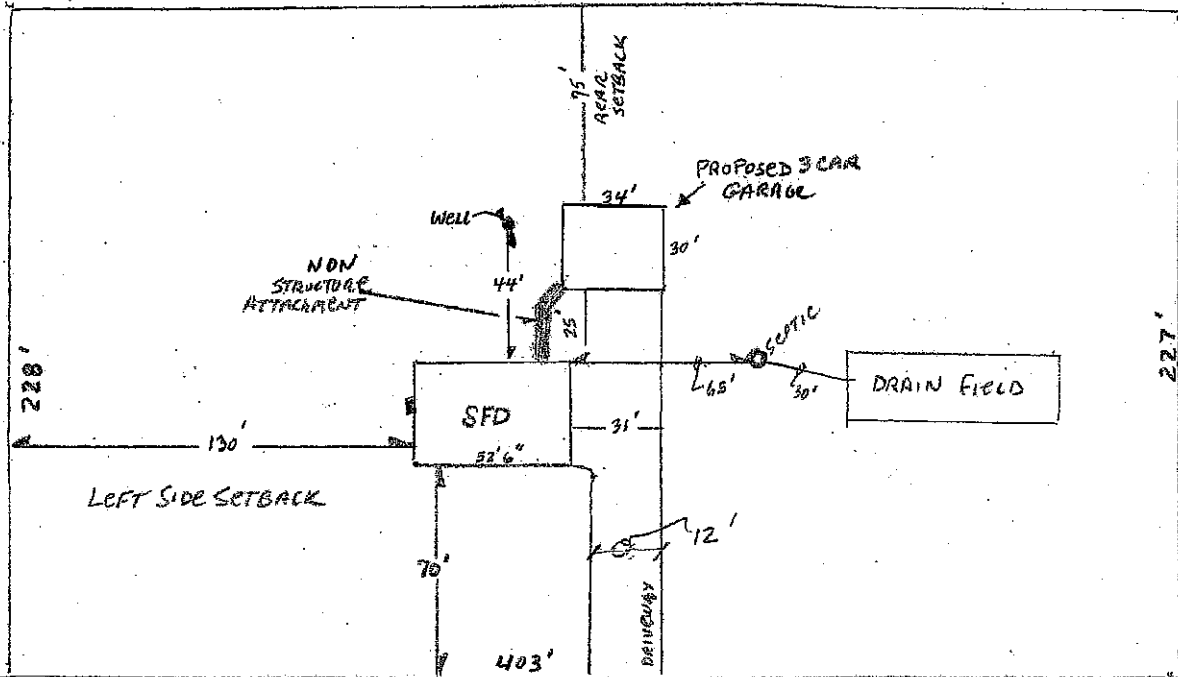 75'
REAR
SETBACK
PROPOSED 3 CAR
GARAGE
34'
30'
WELL
44'
NON
STRUCTURE
ATTACHMENT
25'
SEPTIC
65'
30'
DRAIN FIELD
228'
227'
130'
SFD
52'6"
31'
LEFT SIDE SETBACK
12'
70'
DRIVEWAY
403'